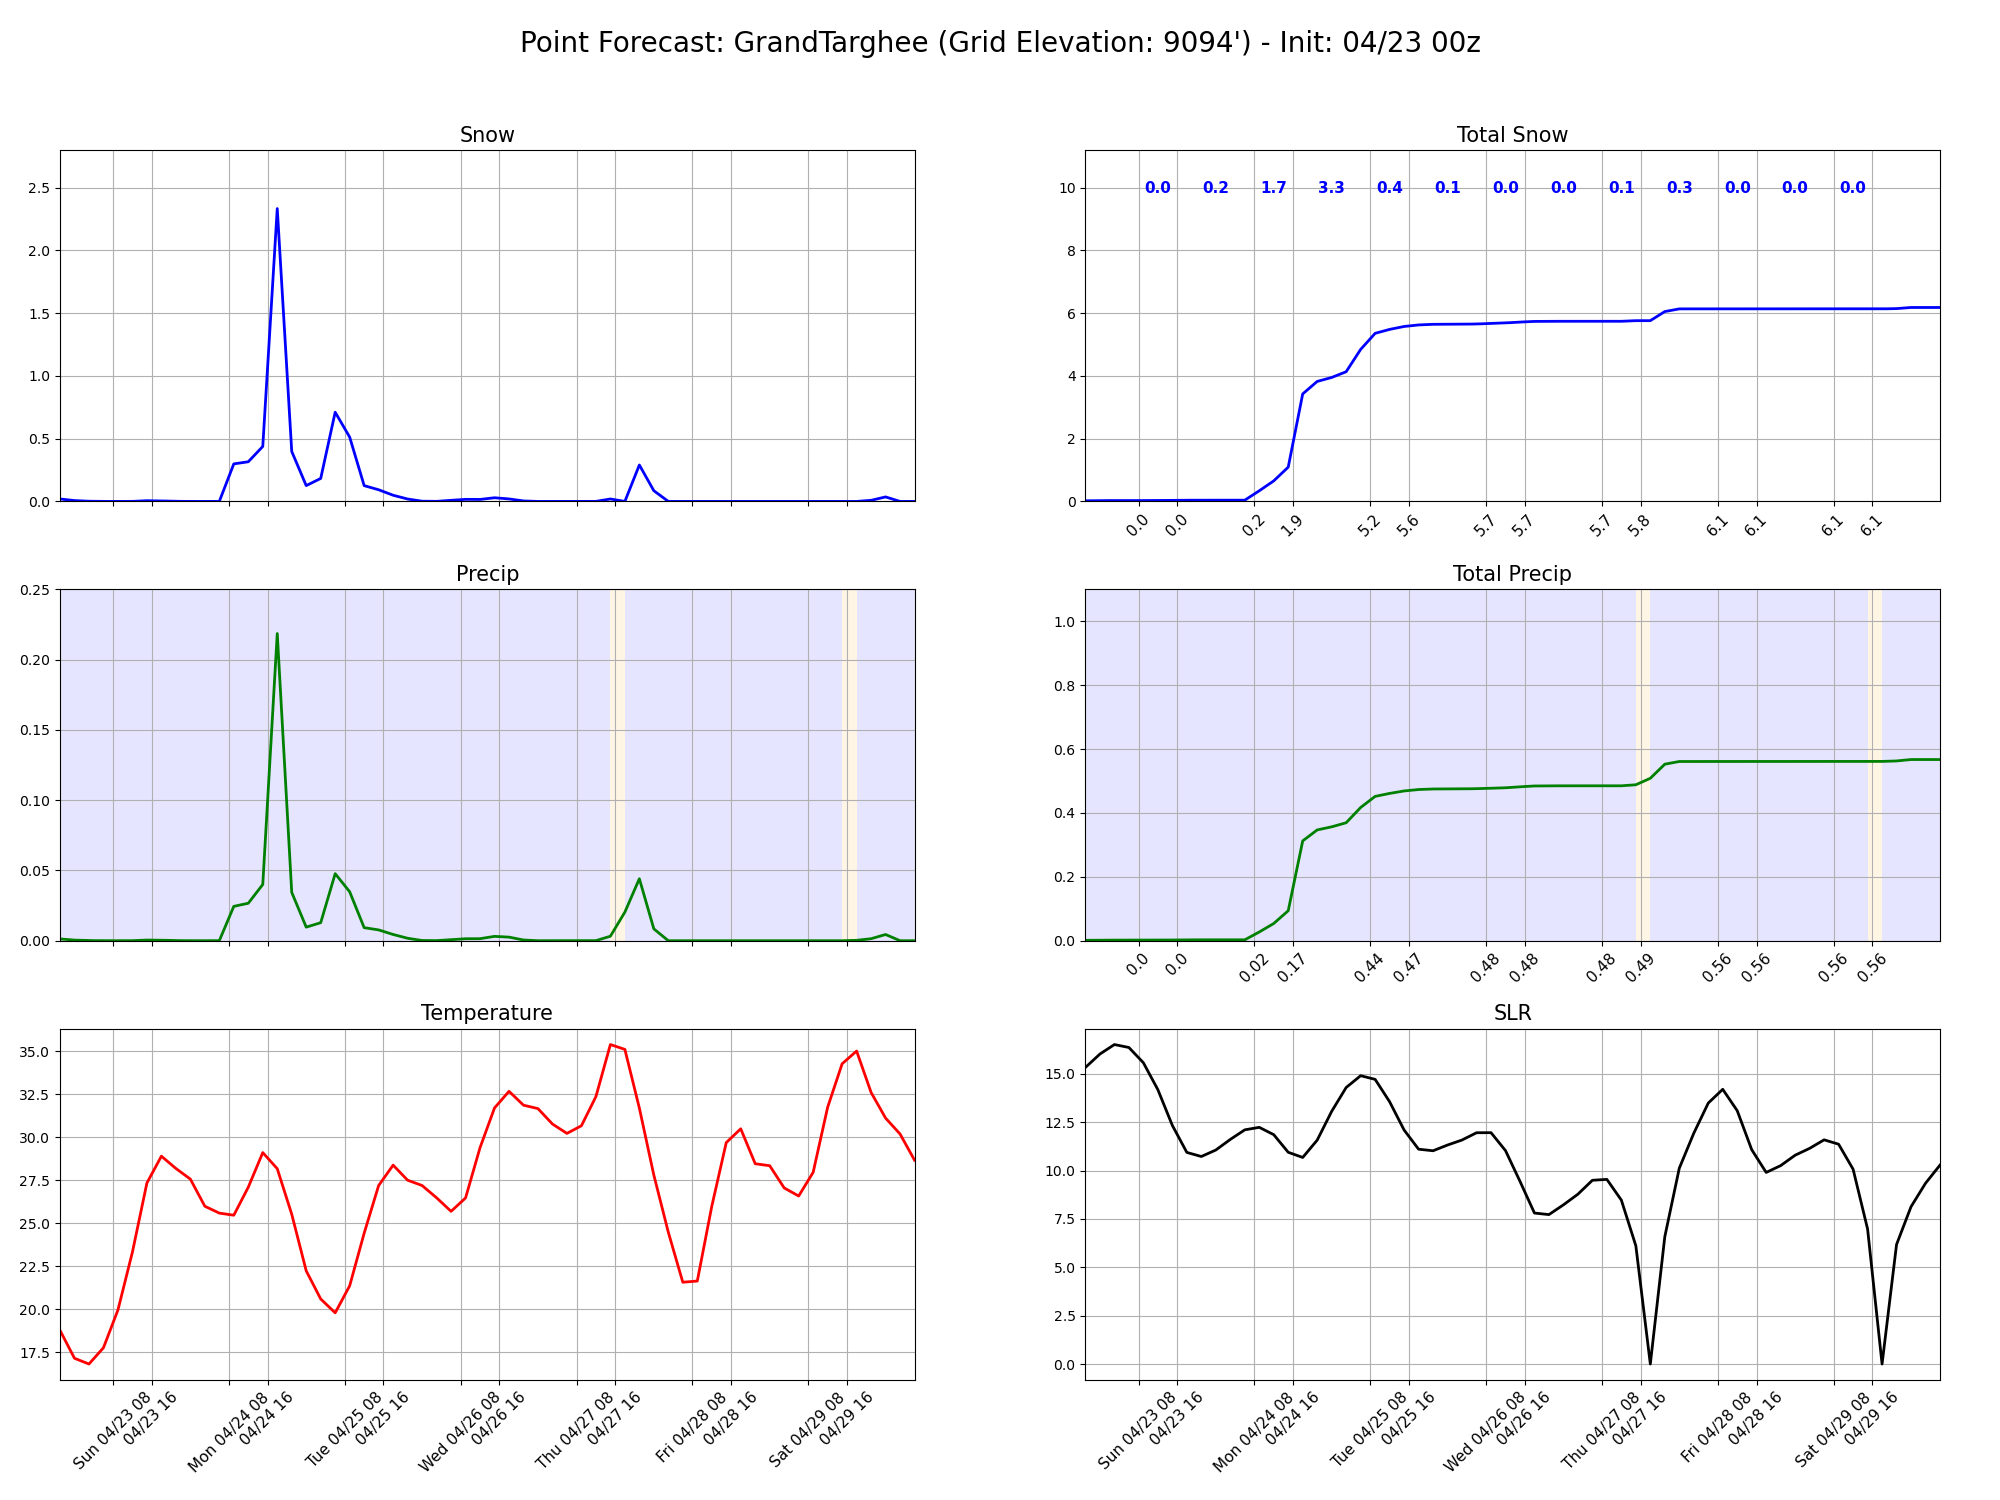 Point Forecast: GrandTarghee (Grid Elevation: 9094') - Init: 04/23 00z
Snow
2.5
2.0
1.5
1.0
0.5
0.0
Total Snow
0.0 0.2 1.7 3.3 0.4 0.1 0.0 0.0 0.1 0.3 0.0 0.0 0.0
10
8
6
4
2
0
0.0 0.0 0.2 1.9 5.2 5.6 5.7 5.7 5.7 5.8 6.1 6.1 6.1 6.1
Precip
0.25
0.20
0.15
0.10
0.05
0.00
Total Precip
1.0
0.8
0.6
0.4
0.2
0.0
0.0 0.0 0.02 0.17 0.44 0.47 0.48 0.48 0.48 0.49 0.56 0.56 0.56 0.56
Temperature
35.0
32.5
30.0
27.5
25.0
22.5
20.0
17.5
Sun 04/23 08
04/23 16
Mon 04/24 08
04/24 16
Tue 04/25 08
04/25 16
Wed 04/26 08
04/26 16
Thu 04/27 08
04/27 16
Fri 04/28 08
04/28 16
Sat 04/29 08
04/29 16
SLR
15.0
12.5
10.0
7.5
5.0
2.5
0.0
Sun 04/23 08
04/23 16
Mon 04/24 08
04/24 16
Tue 04/25 08
04/25 16
Wed 04/26 08
04/26 16
Thu 04/27 08
04/27 16
Fri 04/28 08
04/28 16
Sat 04/29 08
04/29 16